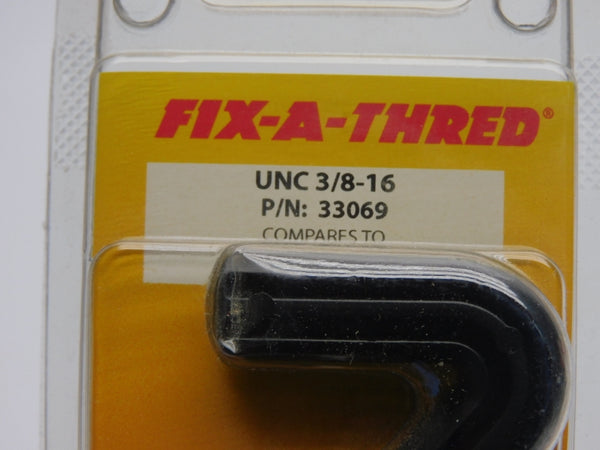 FIX-A-THRED®
UNC 3/8-16
P/N: 33069
COMPARES TO